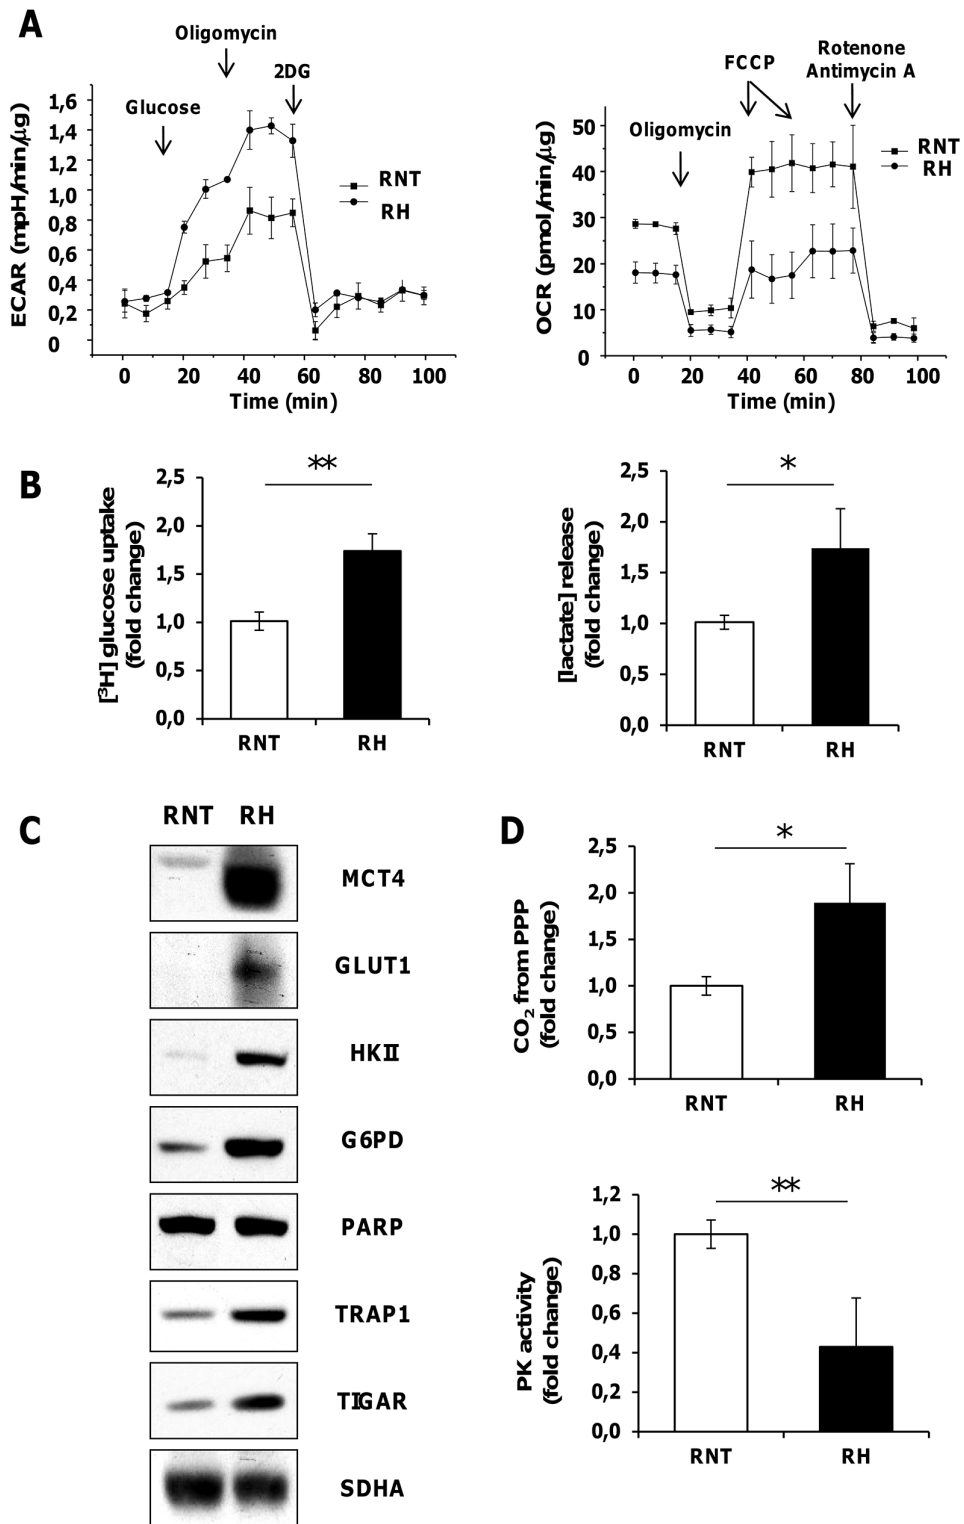 A
Oligomycin
2DG
Glucose
ECAR (mpH/min/µg)
1,6
1,4
1,2
1,0
0,8
0,6
0,4
0,2
0
RNT
RH
0 20 40 60 80 100
Time (min)
Rotenone
Antimycin A
FCCP
Oligomycin
OCR (pmol/min/µg)
50
40
30
20
10
0
RNT
RH
0 20 40 60 80 100
Time (min)
B
[³H] glucose uptake
(fold change)
2,5
2,0
1,5
1,0
0,5
0,0
**
RNT RH
[lactate] release
(fold change)
2,5
2,0
1,5
1,0
0,5
0,0
*
RNT RH
C
RNT RH
MCT4
GLUT1
HKII
G6PD
PARP
TRAP1
TIGAR
SDHA
D
CO₂ from PPP
(fold change)
2,5
2,0
1,5
1,0
0,5
0,0
*
RNT RH
PK activity
(fold change)
1,2
1,0
0,8
0,6
0,4
0,2
0,0
**
RNT RH